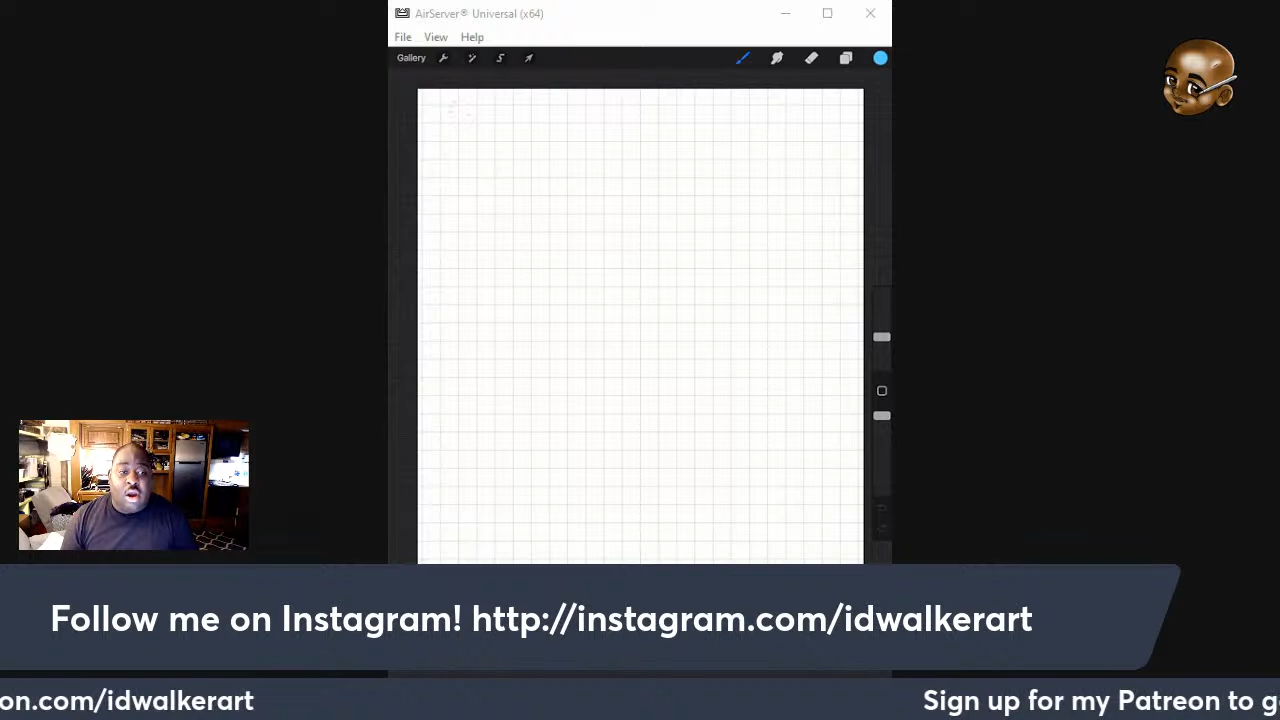 AirServer® Universal (x64)
File View Help
Gallery
Follow me on Instagram! http://instagram.com/idwalkerart
on.com/idwalkerart Sign up for my Patreon to g